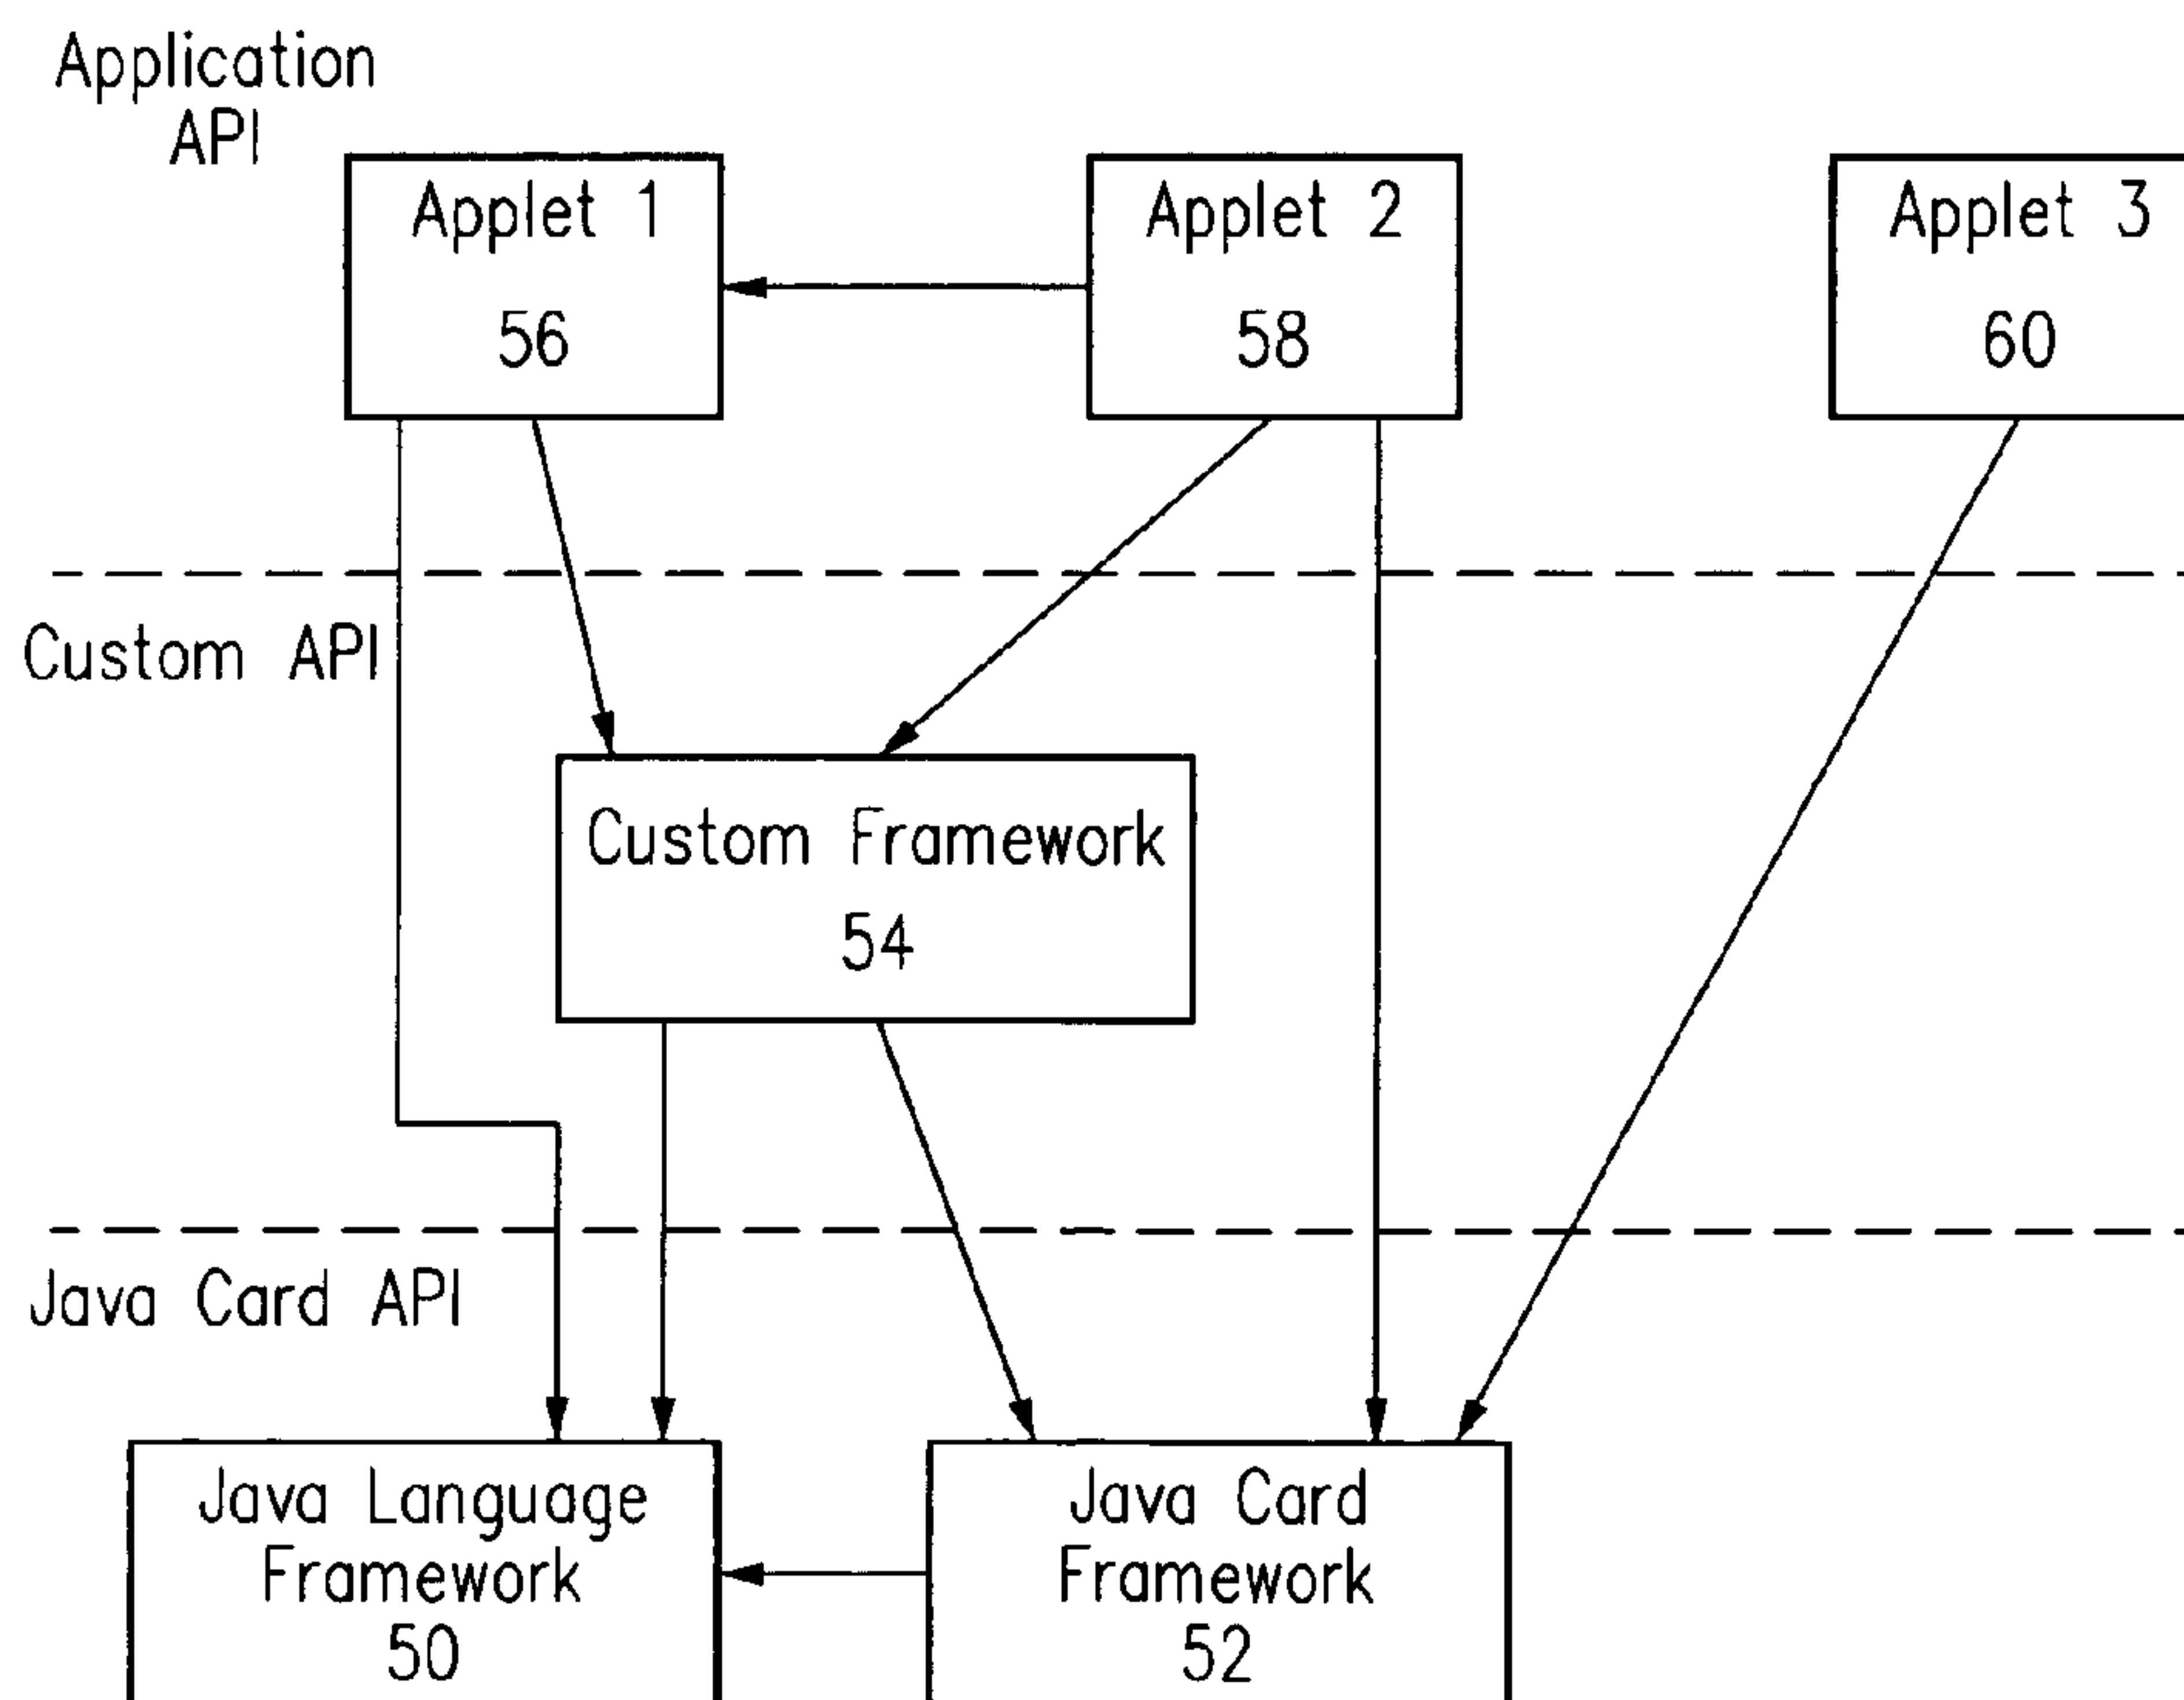 Application
API
Applet 1
56
Applet 2
58
Applet 3
60
Custom API
Custom Framework
54
Java Card API
Java Language
Framework
50
Java Card
Framework
52